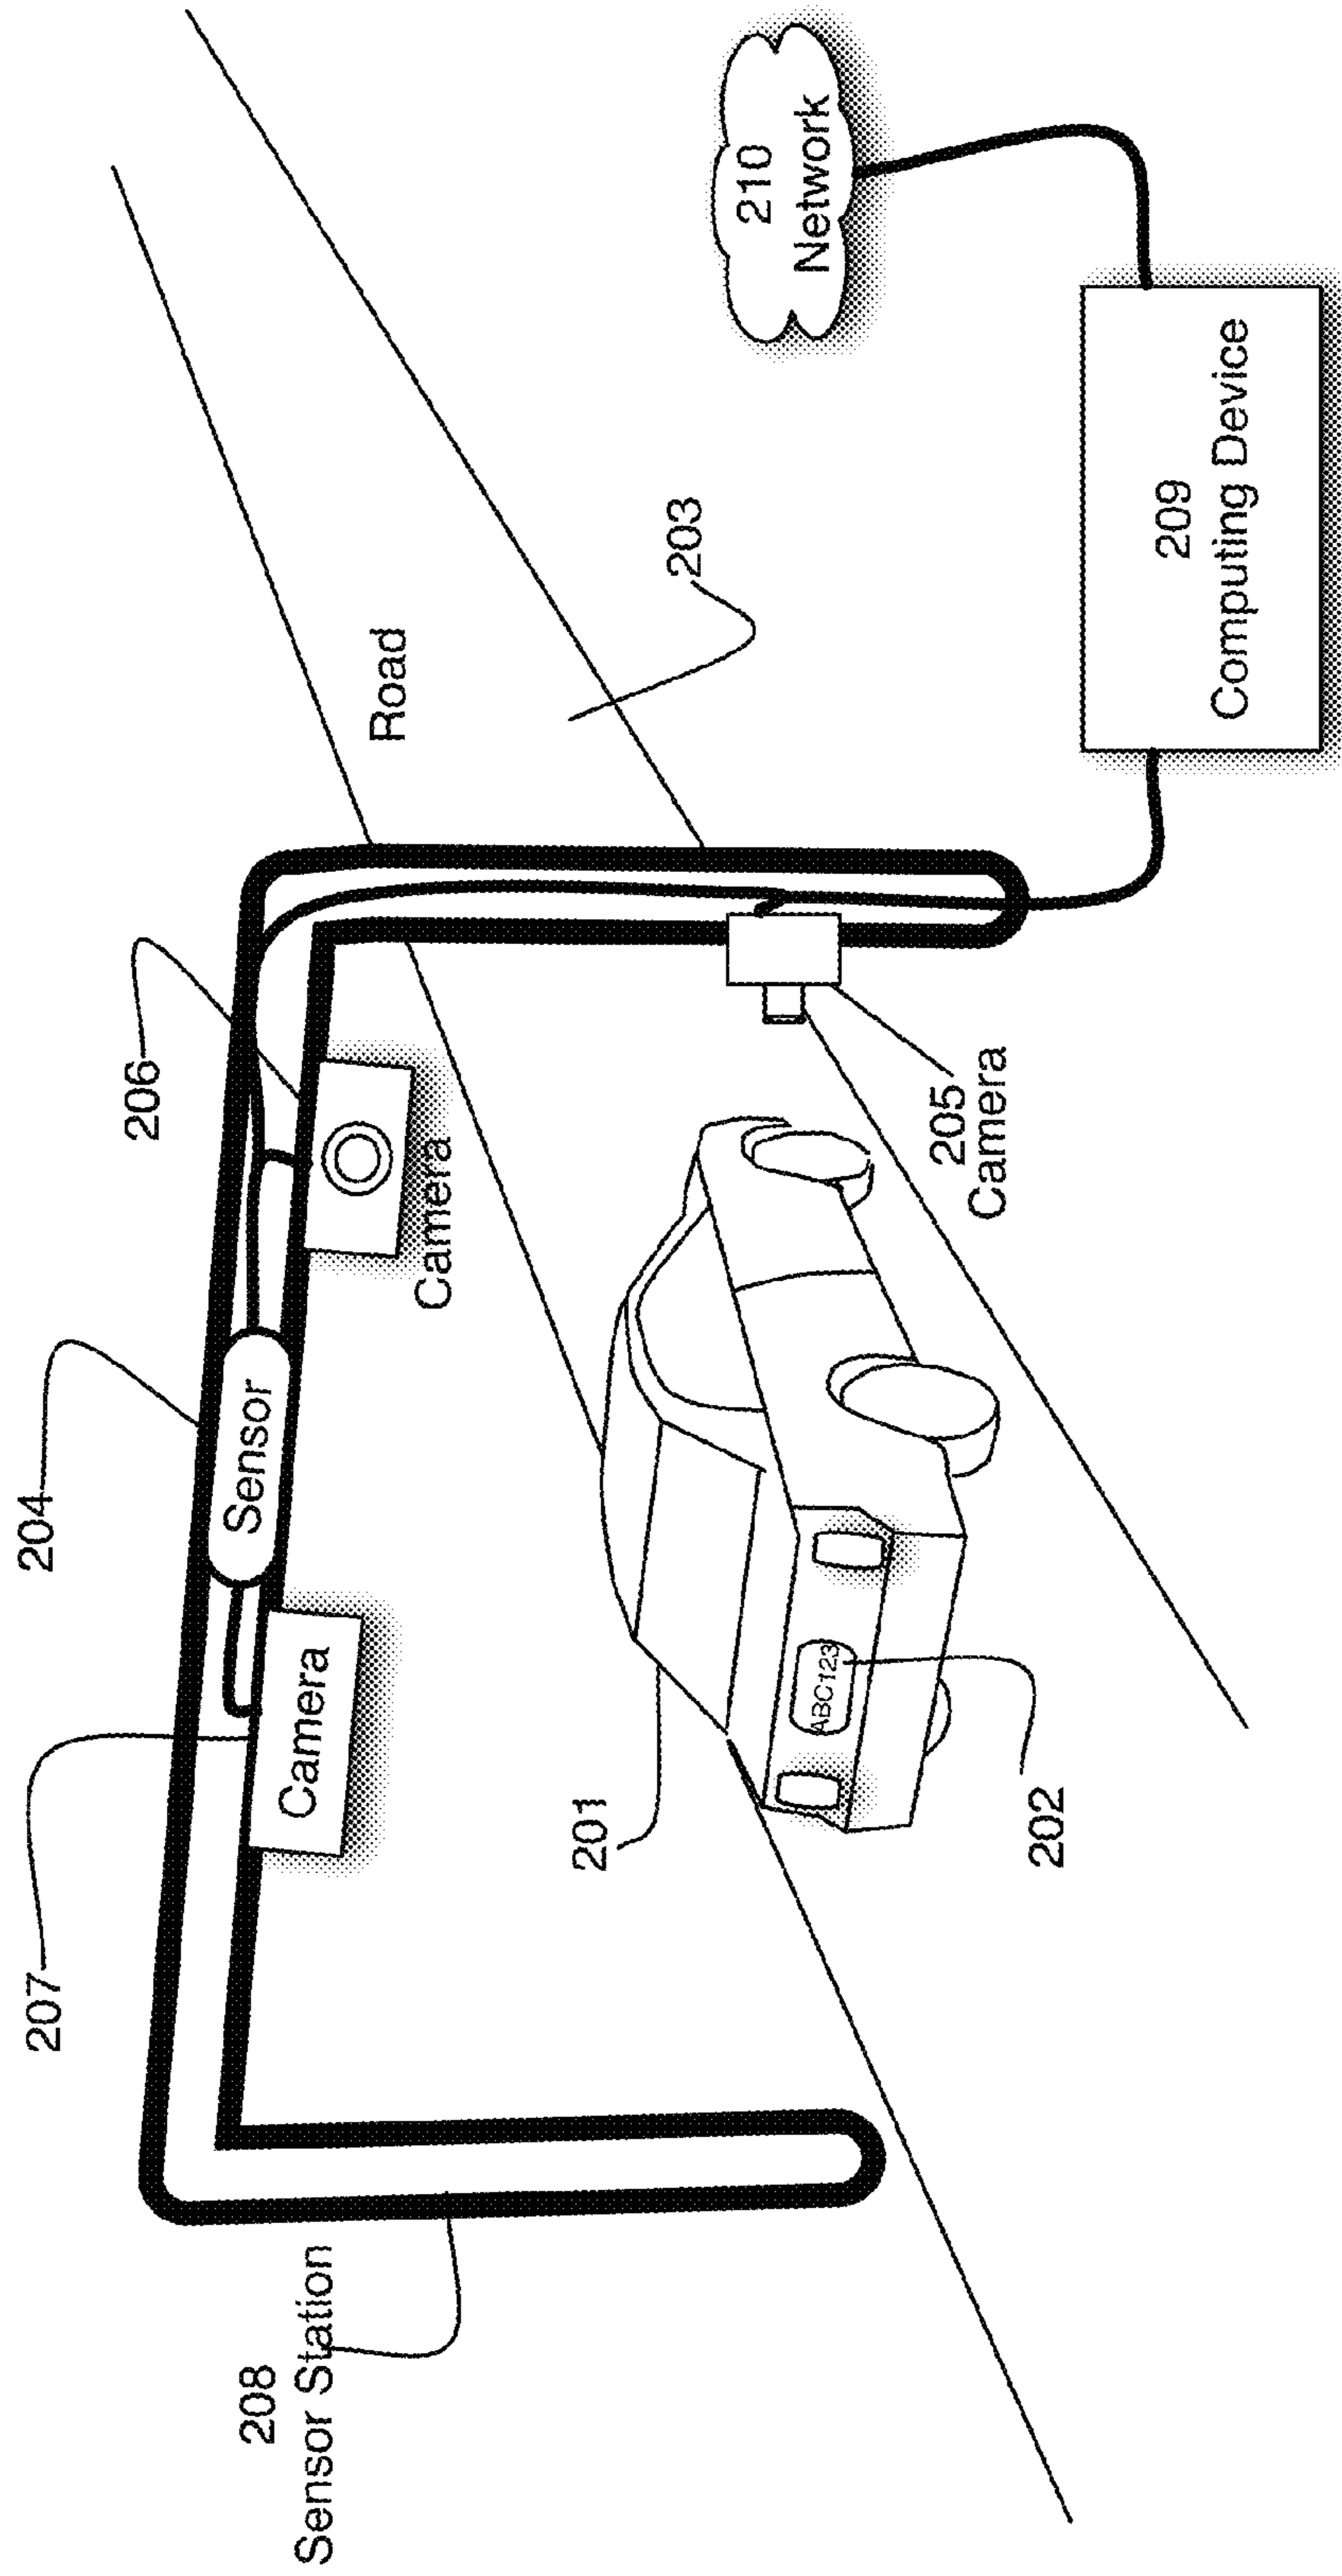 208
Sensor Station
207
Camera
204
Sensor
206
Camera
Road
203
201
ABC123
202
205
Camera
209
Computing Device
210
Network